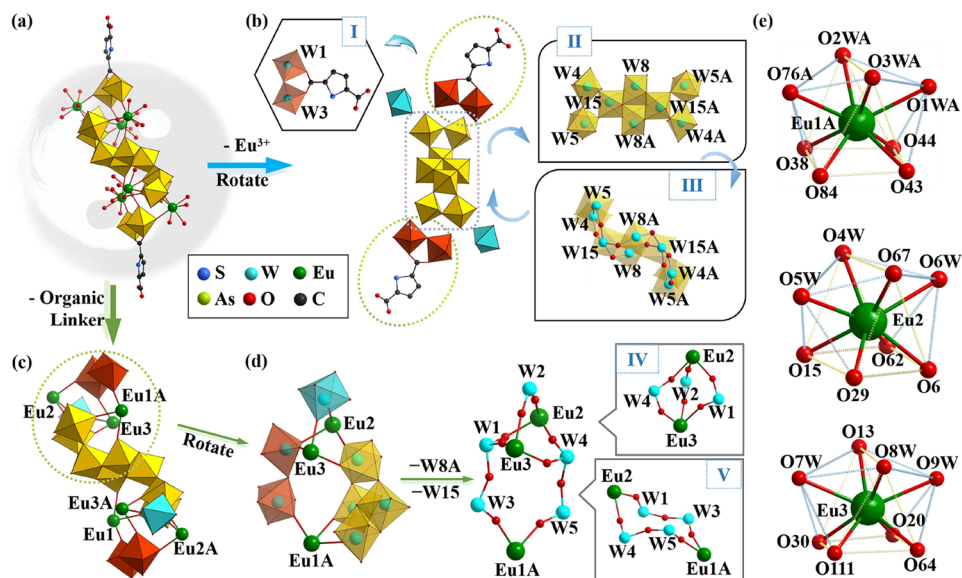 (a)
- Eu³⁺
Rotate
- Organic
Linker
S W Eu
As O C
(b)
I
W1
W3
II
W4 W8 W5A
W15 W15A
W5 W8A W4A
III
W5
W4 W8A
W15 W15A
W8 W4A
W5A
(c)
Eu1A
Eu2
Eu3
Eu3A
Eu1
Eu2A
Rotate
(d)
Eu2
Eu3
Eu1A
−W8A
−W15
W2
Eu2
W1
W4
Eu3
W3
W5
Eu1A
IV
Eu2
W4 W2 W1
Eu3
V
Eu2
W1
W3
W4 W5
Eu1A
(e)
O2WA
O3WA
O76A
O1WA
Eu1A
O38 O44
O84 O43
O4W O67 O6W
O5W
Eu2
O15 O62 O6
O29
O13
O7W O8W O9W
Eu3
O30 O20
O111 O64